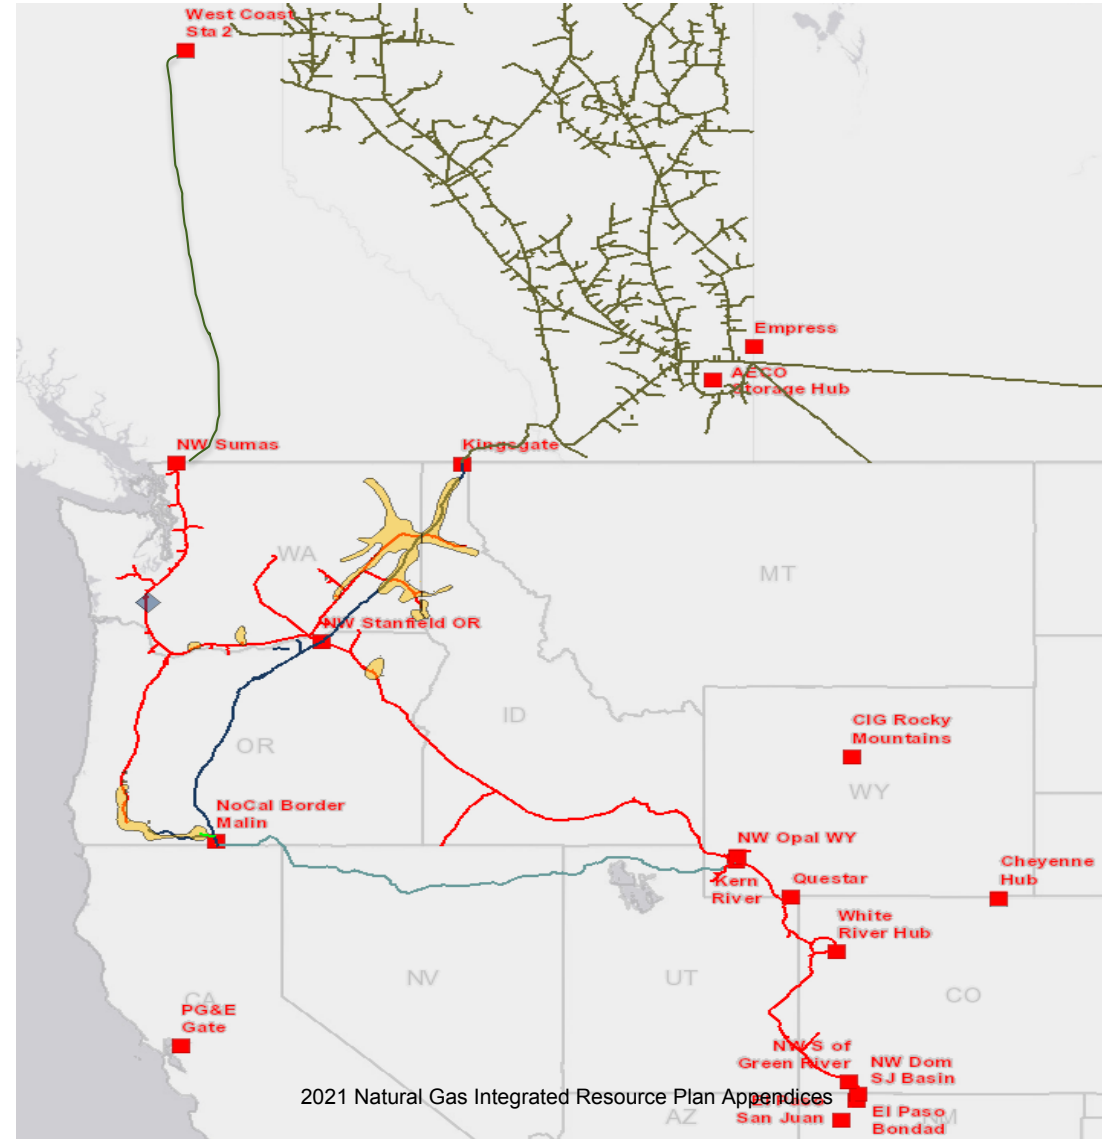 West Coast
Sta 2
Empress
AECO
Storage Hub
NW Sumas
Kingsgate
WA
MT
NW Stanfield OR
ID
OR
CIG Rocky
Mountains
WY
NoCal Border
Malin
NW Opal WY
Kern
River
Questar
Cheyenne
Hub
White
River Hub
NV
UT
CO
CA
PG&E
Gate
NW S of
Green River
NW Dom
SJ Basin
2021 Natural Gas Integrated Resource Plan Appendices
El Paso
San Juan
AZ
NM
El Paso
Bondad